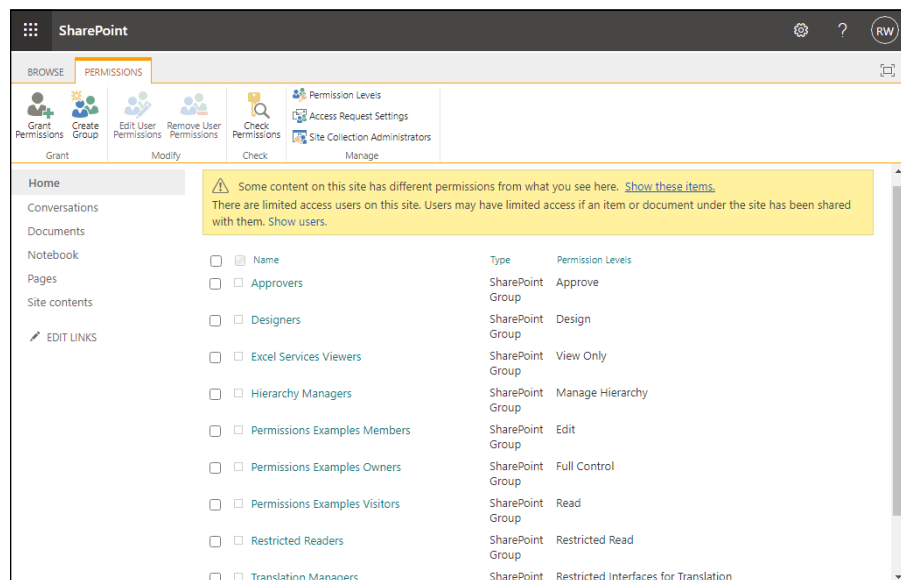 SharePoint
?
RW
BROWSE PERMISSIONS
Grant Permissions
Create Group
Edit User Permissions
Remove User Permissions
Check Permissions
Permission Levels
Access Request Settings
Site Collection Administrators
Grant Modify Check Manage
Home
Conversations
Documents
Notebook
Pages
Site contents
EDIT LINKS
Some content on this site has different permissions from what you see here. Show these items.
There are limited access users on this site. Users may have limited access if an item or document under the site has been shared
with them. Show users.
Name Type Permission Levels
Approvers SharePoint Group Approve
Designers SharePoint Group Design
Excel Services Viewers SharePoint Group View Only
Hierarchy Managers SharePoint Group Manage Hierarchy
Permissions Examples Members SharePoint Group Edit
Permissions Examples Owners SharePoint Group Full Control
Permissions Examples Visitors SharePoint Group Read
Restricted Readers SharePoint Group Restricted Read
Translation Managers SharePoint Restricted Interfaces for Translation